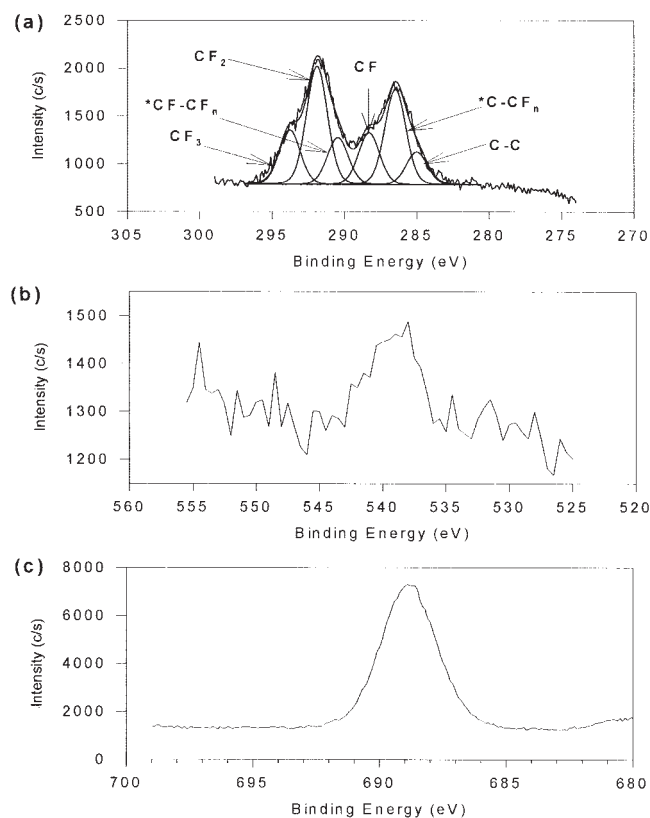 (a)
2500
2000
1500
1000
500
Intensity (c/s)
CF2
*CF-CFn
CF3
CF
*C-CFn
C-C
305 300 295 290 285 280 275 270
Binding Energy (eV)
(b)
1500
1400
1300
1200
Intensity (c/s)
560 555 550 545 540 535 530 525 520
Binding Energy (eV)
(c)
8000
6000
4000
2000
0
Intensity (c/s)
700 695 690 685 680
Binding Energy (eV)